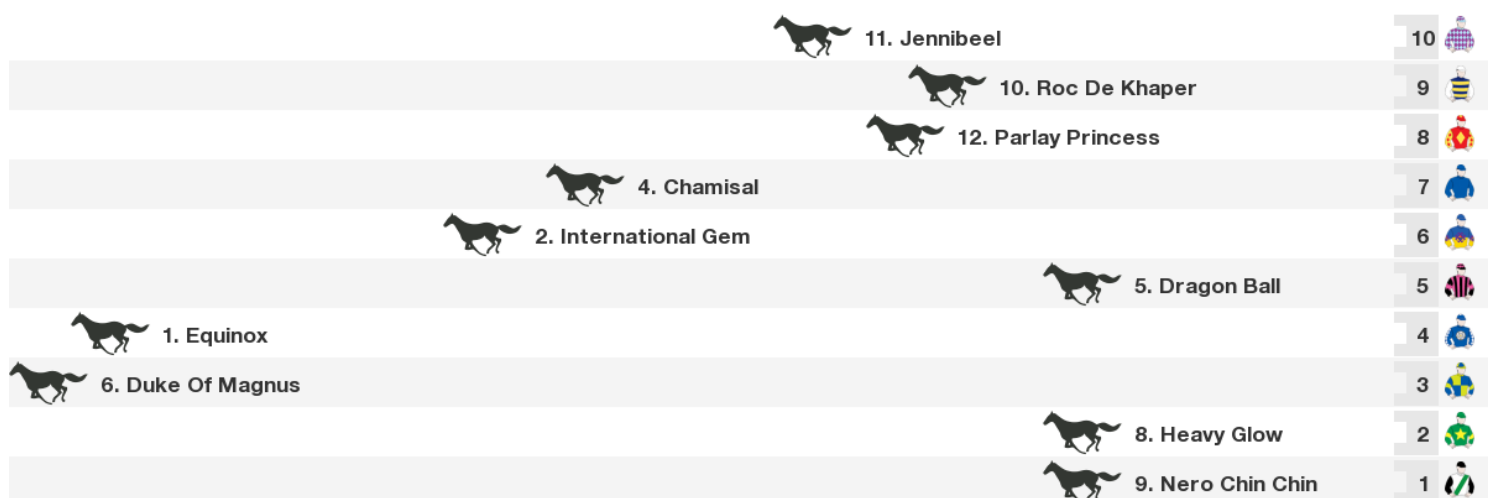 11. Jennibeel 10
10. Roc De Khaper 9
12. Parlay Princess 8
4. Chamisal 7
2. International Gem 6
5. Dragon Ball 5
1. Equinox 4
6. Duke Of Magnus 3
8. Heavy Glow 2
9. Nero Chin Chin 1